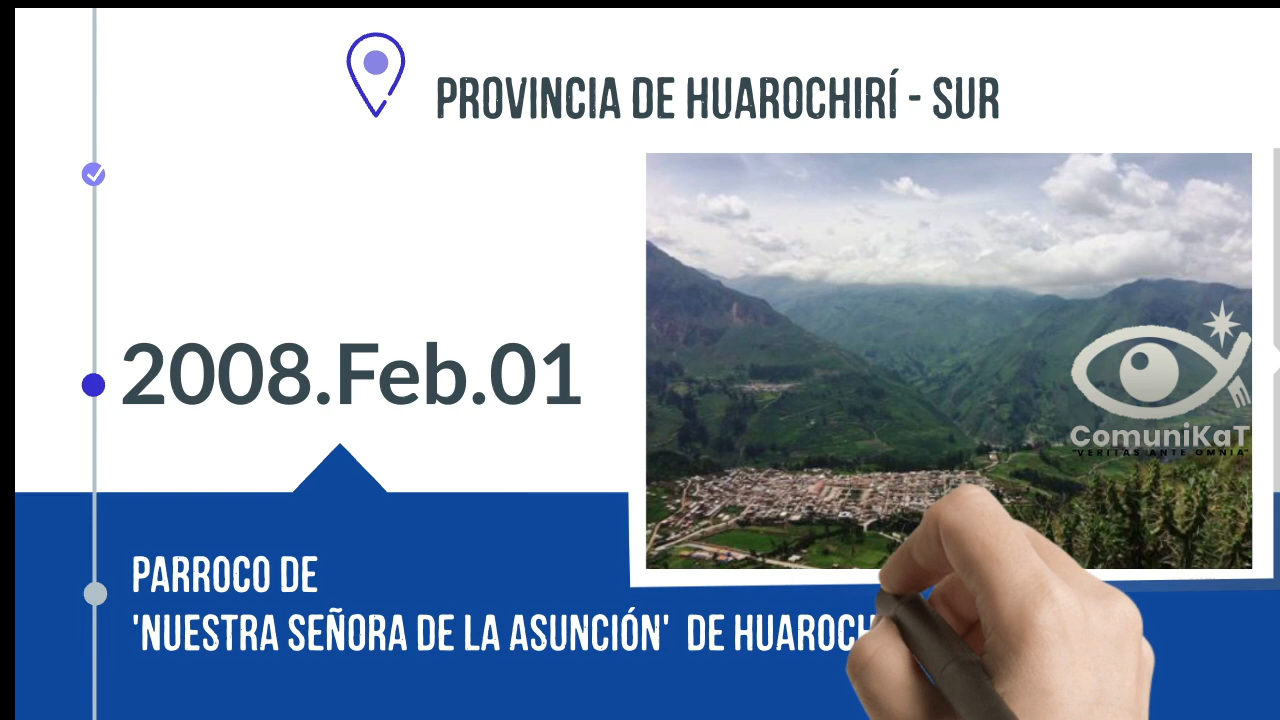 PROVINCIA DE HUAROCHIRÍ - SUR
2008.Feb.01
ComuniKaT
"VERITAS ANTE OMNIA"
PARROCO DE
'NUESTRA SEÑORA DE LA ASUNCIÓN' DE